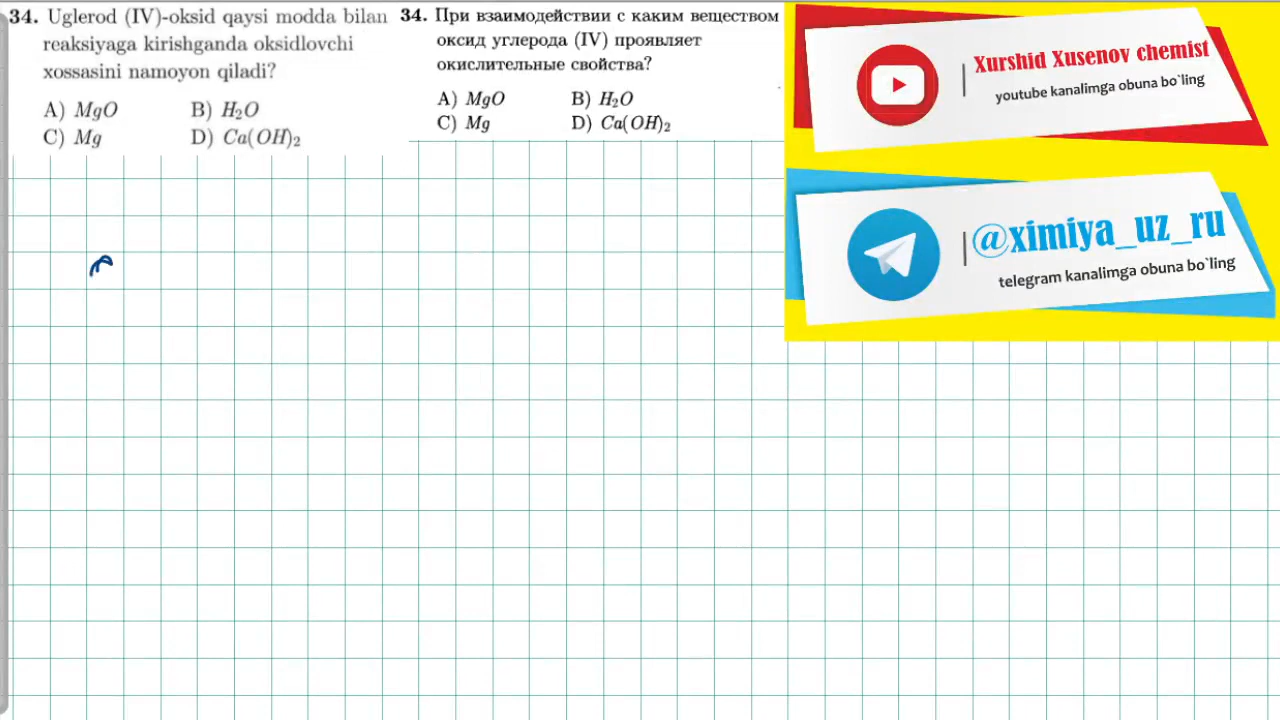 34. Uglerod (IV)-oksid qaysi modda bilan
reaksiyaga kirishganda oksidlovchi
xossasini namoyon qiladi?
A) MgO B) H₂O
C) Mg D) Ca(OH)₂
34. При взаимодействии с каким веществом
оксид углерода (IV) проявляет
окислительные свойства?
A) MgO B) H₂O
C) Mg D) Ca(OH)₂
Xurshid Xusenov chemist
youtube kanalimga obuna bo`ling
@ximiya_uz_ru
telegram kanalimga obuna bo`ling